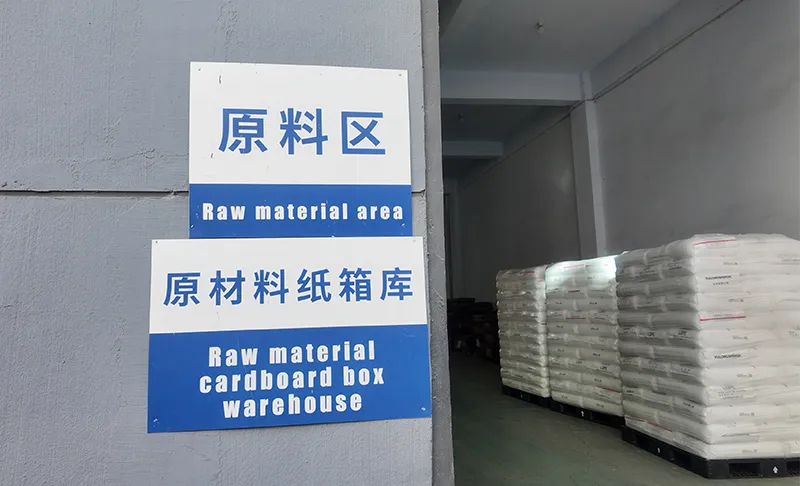 原料区
Raw material area
原材料纸箱库
Raw material
cardboard box
warehouse